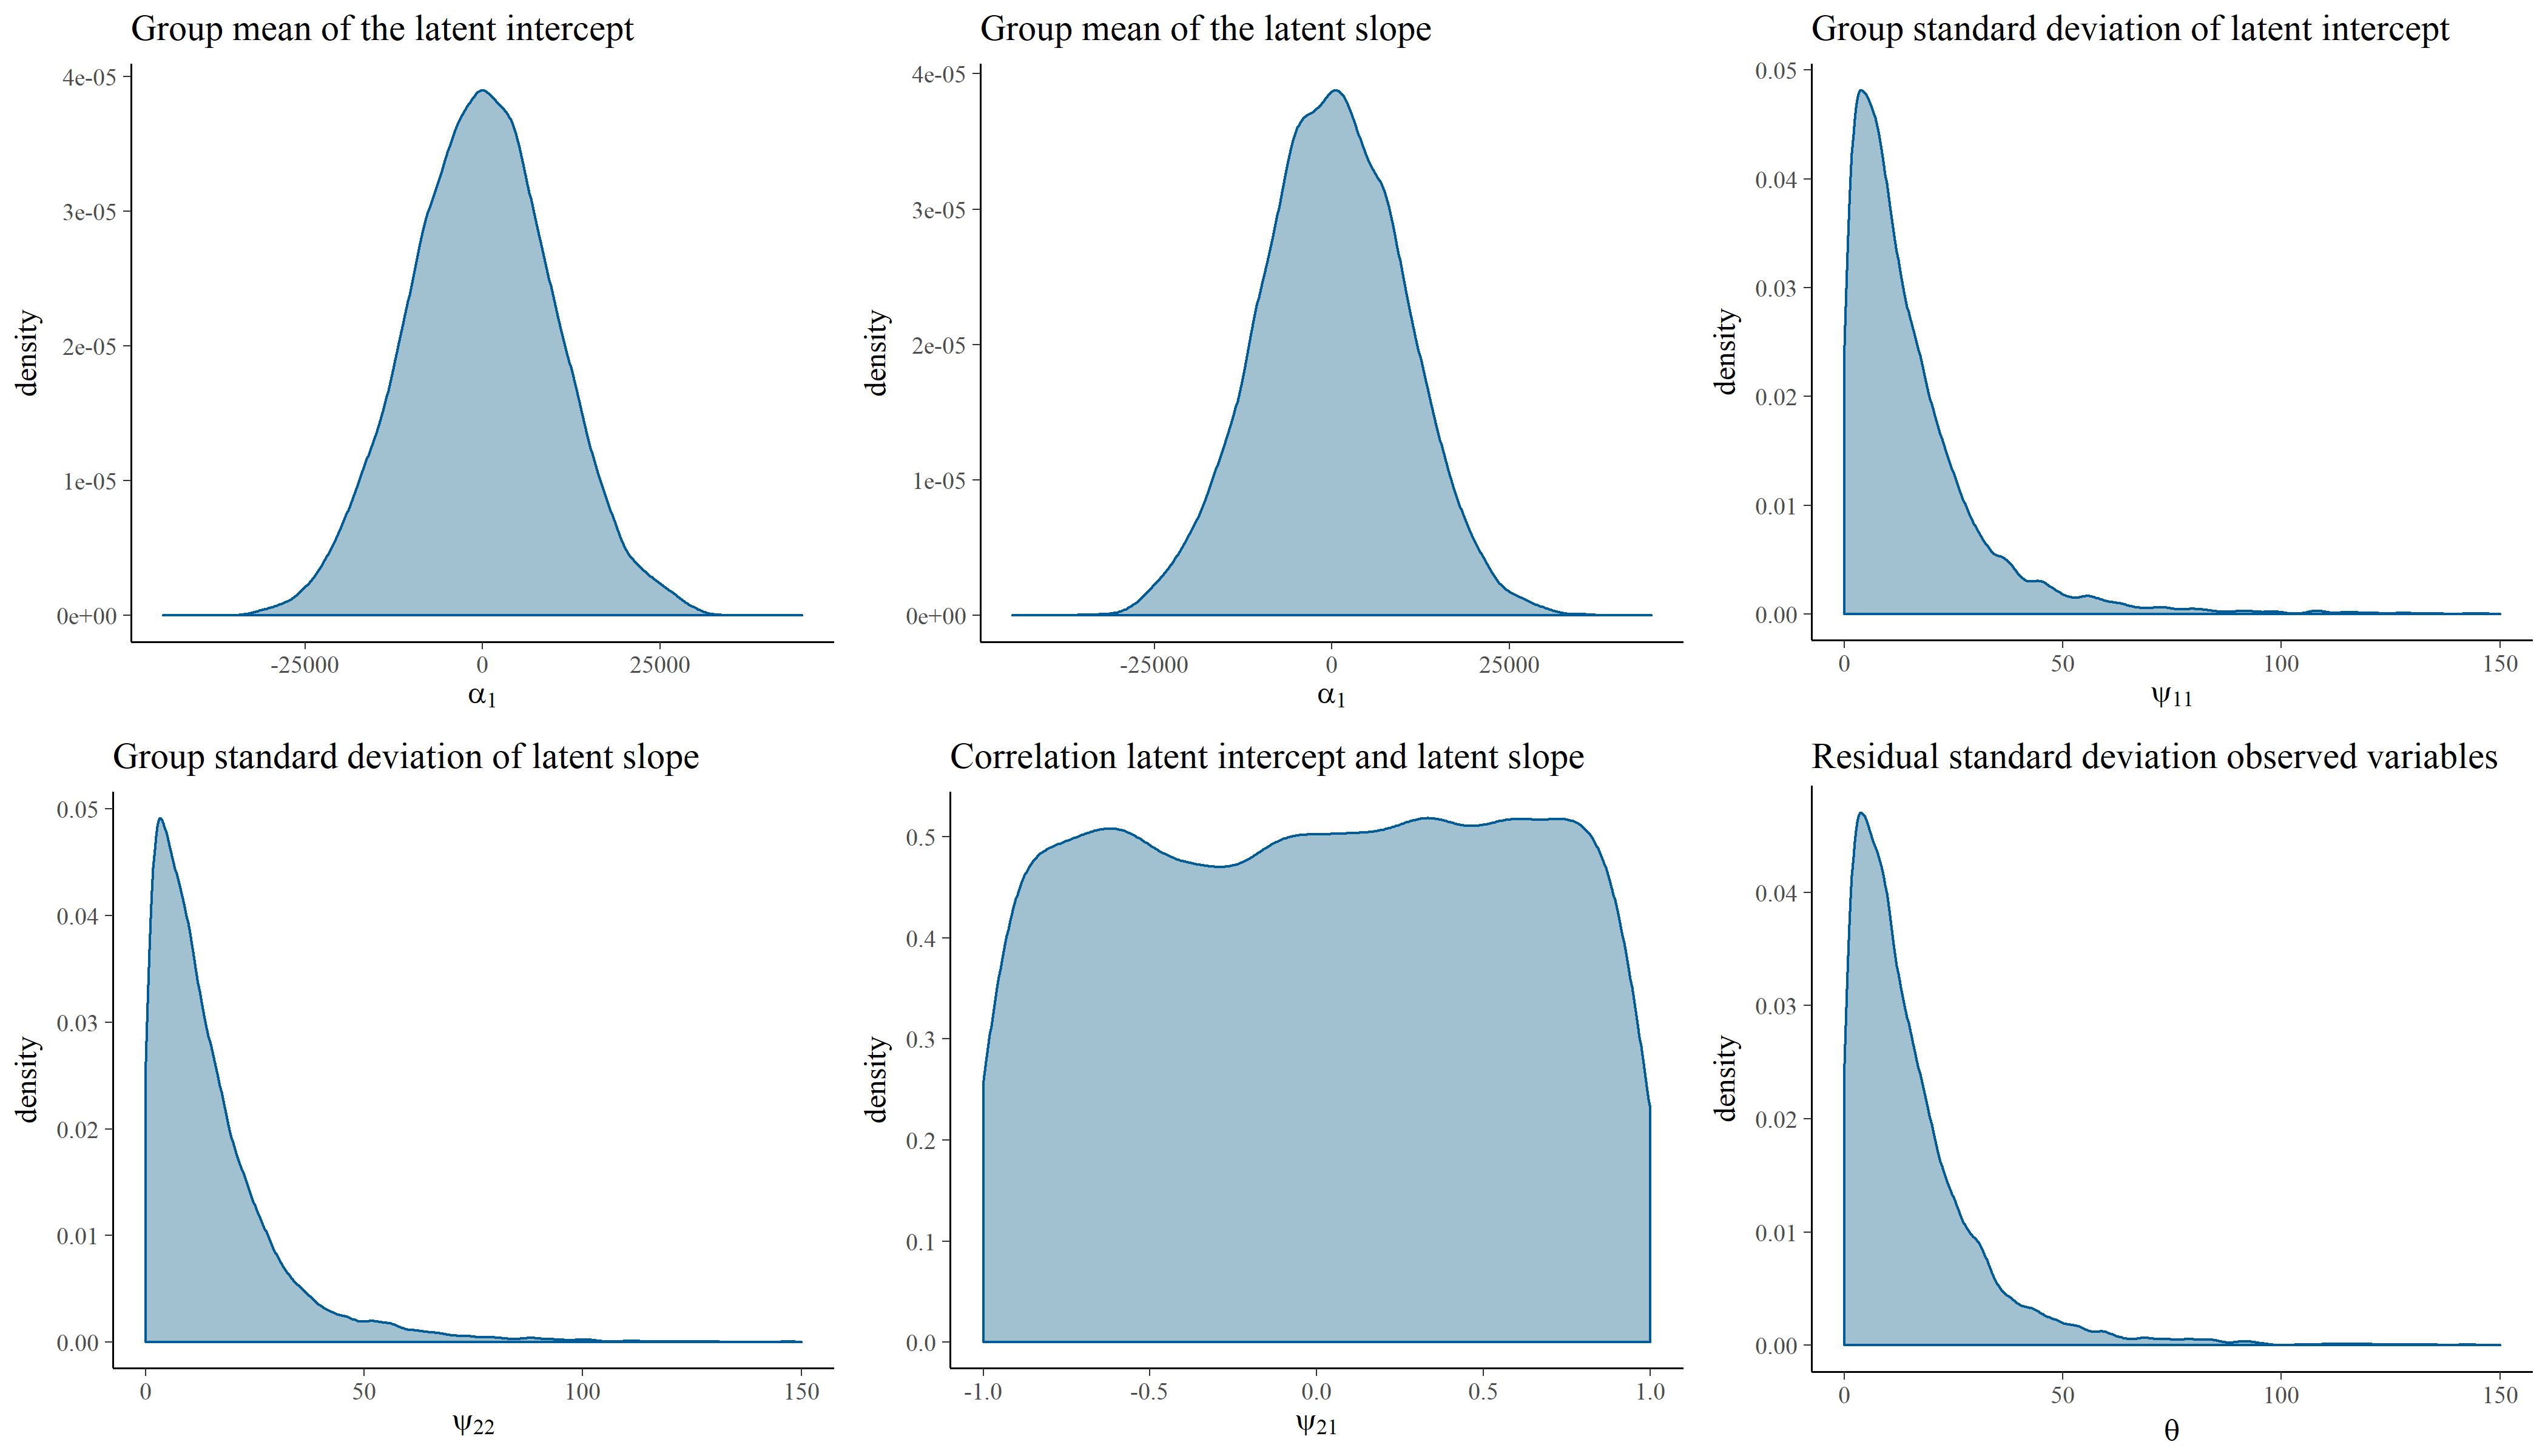 Group mean of the latent intercept
4e-05
3e-05
2e-05
1e-05
0e+00
density
-25000 0 25000
α1
Group mean of the latent slope
4e-05
3e-05
2e-05
1e-05
0e+00
density
-25000 0 25000
α1
Group standard deviation of latent intercept
0.05
0.04
0.03
0.02
0.01
0.00
density
0 50 100 150
ψ11
Group standard deviation of latent slope
0.05
0.04
0.03
0.02
0.01
0.00
density
0 50 100 150
ψ22
Correlation latent intercept and latent slope
0.5
0.4
0.3
0.2
0.1
0.0
density
-1.0 -0.5 0.0 0.5 1.0
ψ21
Residual standard deviation observed variables
0.04
0.03
0.02
0.01
0.00
density
0 50 100 150
θ